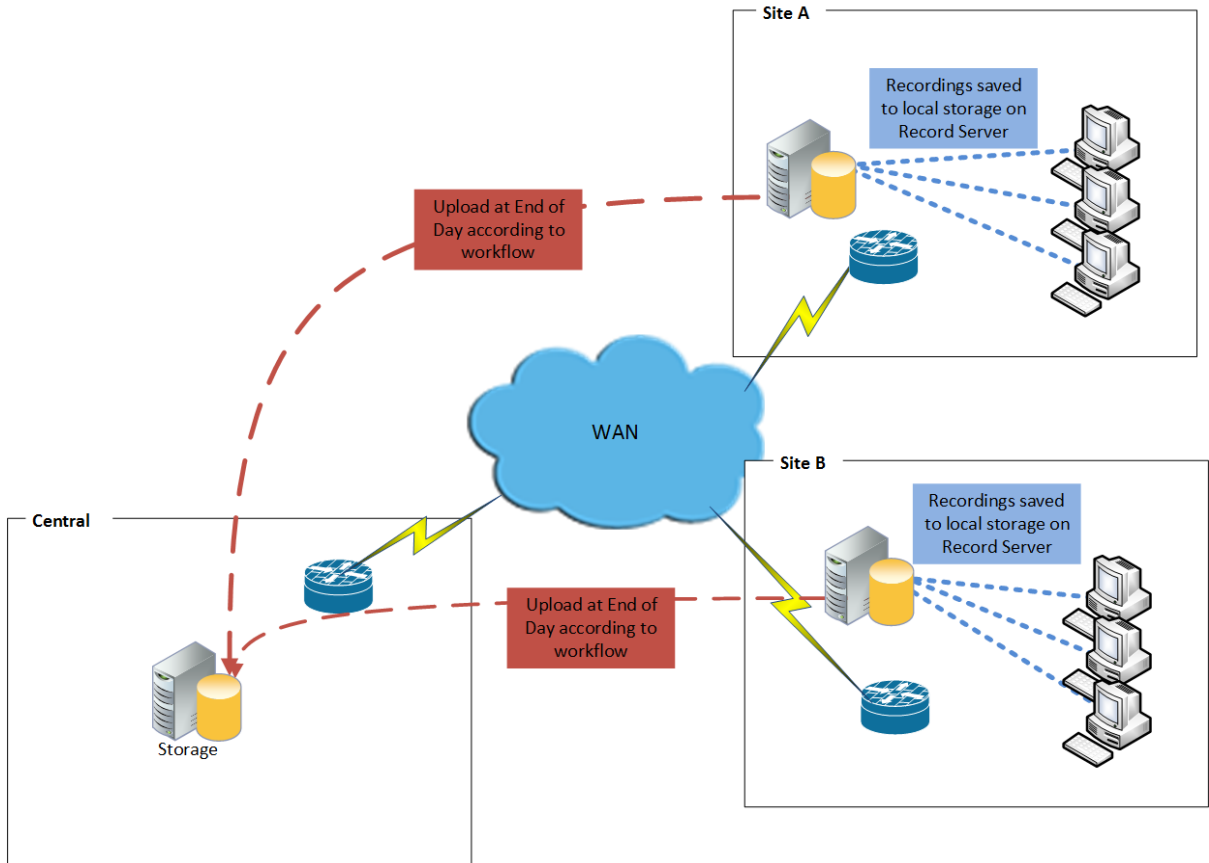 Site A
Recordings saved
to local storage on
Record Server
Upload at End of
Day according to
workflow
WAN
Site B
Recordings saved
to local storage on
Record Server
Central
Upload at End of
Day according to
workflow
Storage